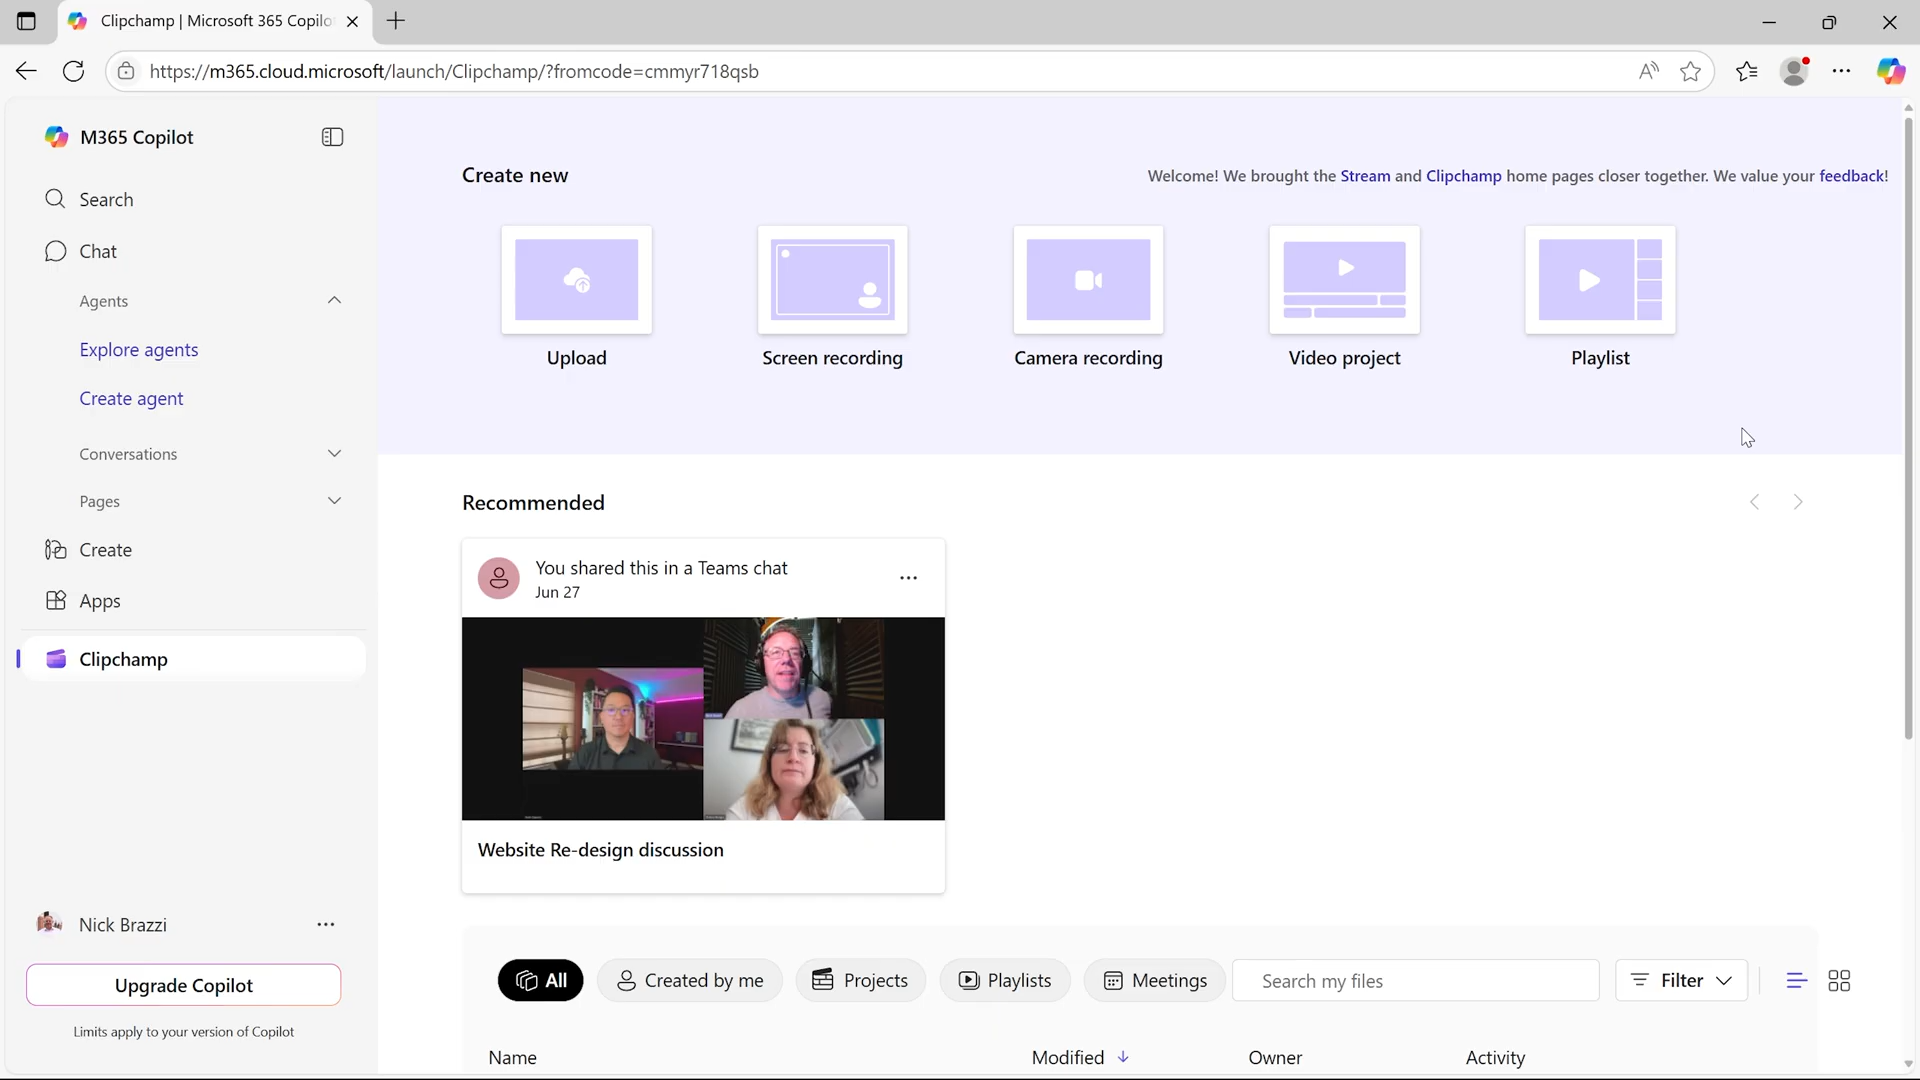 Clipchamp | Microsoft 365 Copilo
https://m365.cloud.microsoft/launch/Clipchamp/?fromcode=cmmyr718qsb
M365 Copilot
Search
Chat
Agents
Explore agents
Create agent
Conversations
Pages
Create
Apps
Clipchamp
Nick Brazzi
Upgrade Copilot
Limits apply to your version of Copilot
Create new
Welcome! We brought the Stream and Clipchamp home pages closer together. We value your feedback!
Upload
Screen recording
Camera recording
Video project
Playlist
Recommended
You shared this in a Teams chat
Jun 27
Website Re-design discussion
All
Created by me
Projects
Playlists
Meetings
Search my files
Filter
Name
Modified
Owner
Activity